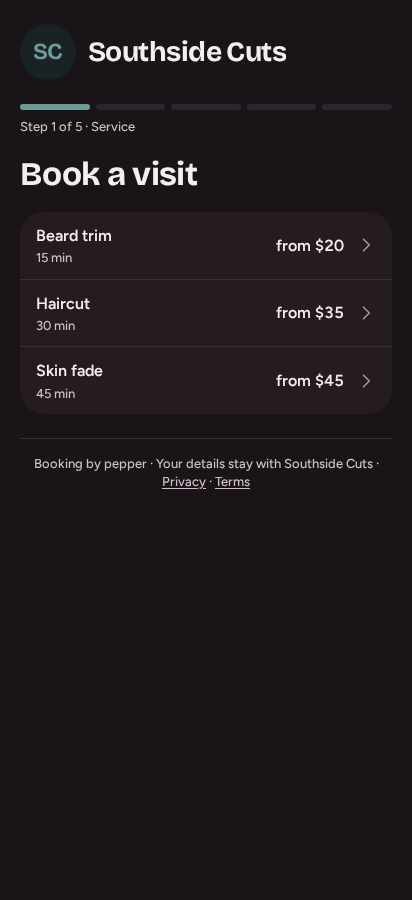 SC
Southside Cuts
Step 1 of 5 · Service
Book a visit
Beard trim
from $20
15 min
Haircut
from $35
30 min
Skin fade
from $45
45 min
Booking by pepper · Your details stay with Southside Cuts ·
Privacy · Terms